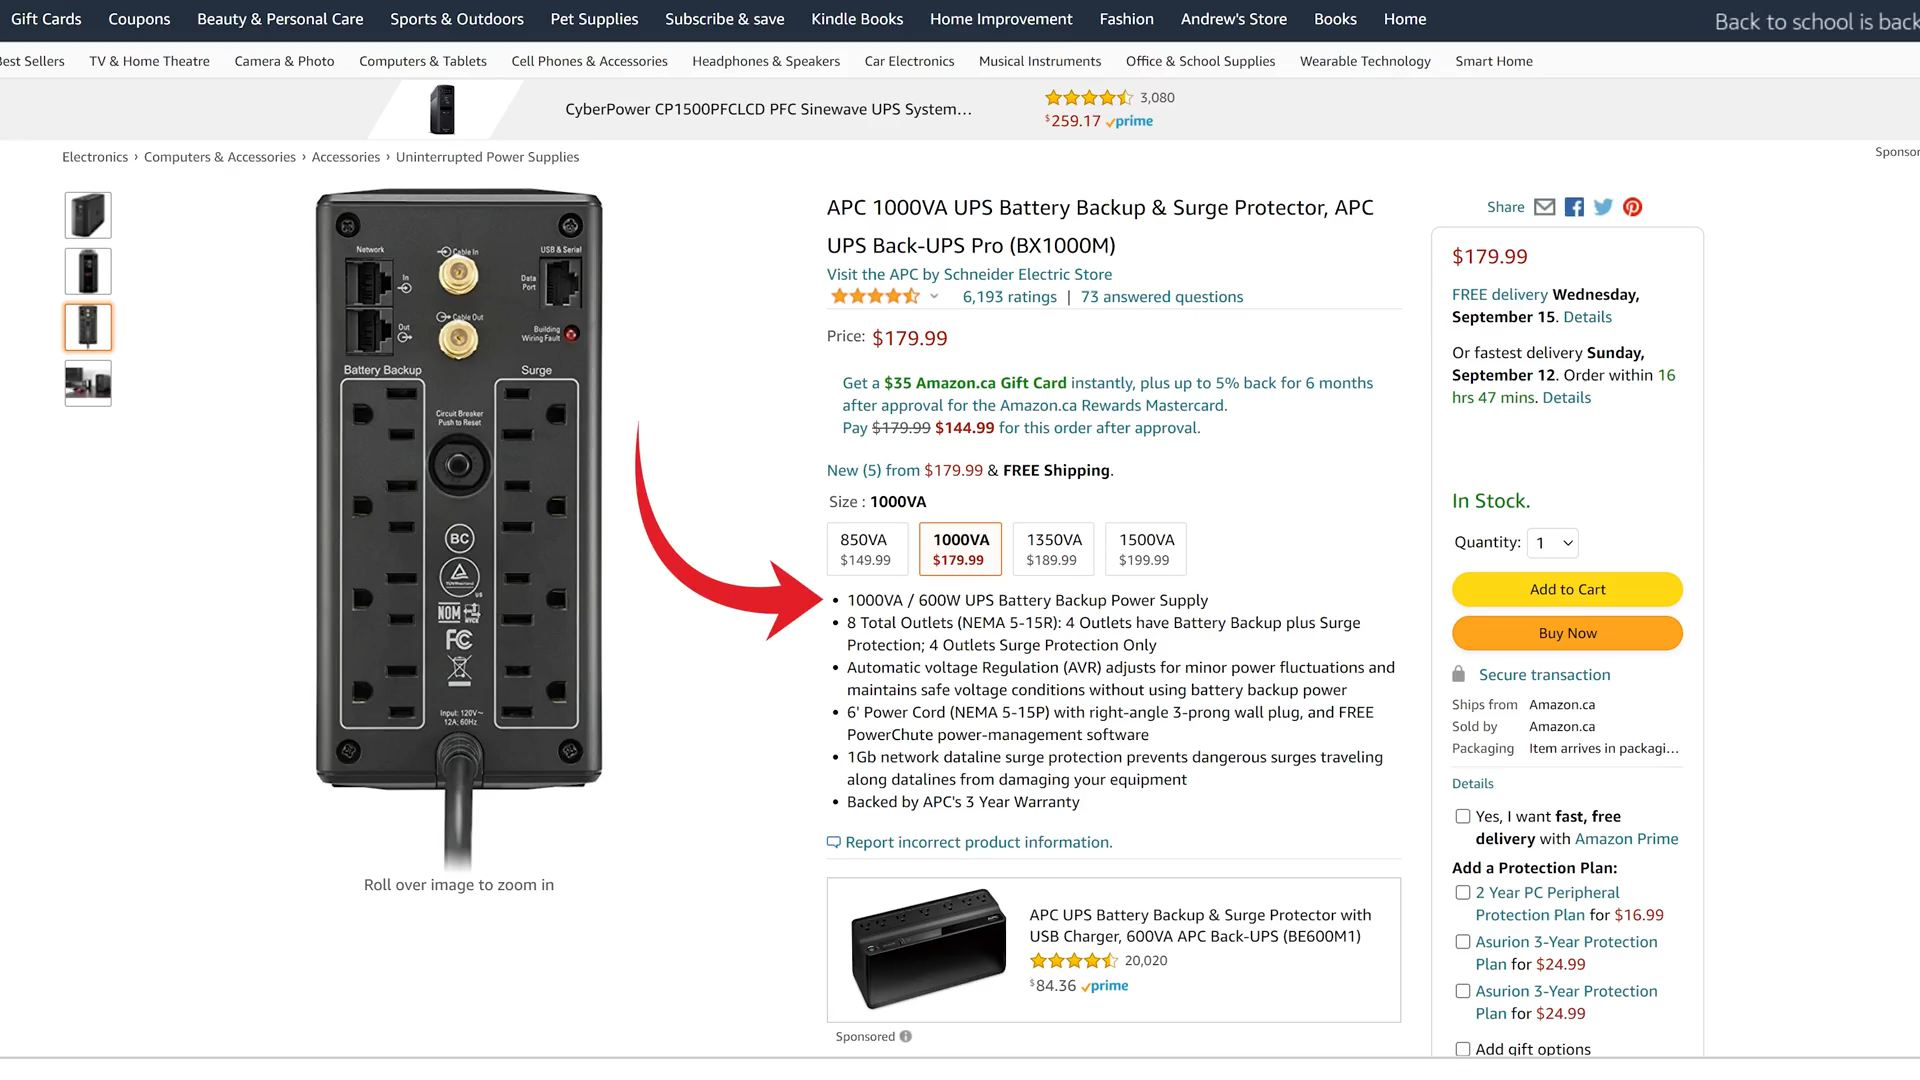 Gift Cards Coupons Beauty & Personal Care Sports & Outdoors Pet Supplies Subscribe & save Kindle Books Home Improvement Fashion Andrew's Store Books Home Back to school is back
Best Sellers TV & Home Theatre Camera & Photo Computers & Tablets Cell Phones & Accessories Headphones & Speakers Car Electronics Musical Instruments Office & School Supplies Wearable Technology Smart Home
CyberPower CP1500PFCLCD PFC Sinewave UPS System…
3,080
$259.17 prime
Electronics › Computers & Accessories › Accessories › Uninterrupted Power Supplies
Sponsor
Network
Cable In
USB & Serial
In
Data
Port
Cable Out
Out
Building
Wiring Fault
Battery Backup
Surge
Circuit Breaker
Push to Reset
BC
NOM
FC
Input: 120V~
12A; 60Hz
Roll over image to zoom in
APC 1000VA UPS Battery Backup & Surge Protector, APC
UPS Back-UPS Pro (BX1000M)
Visit the APC by Schneider Electric Store
6,193 ratings | 73 answered questions
Price: $179.99
Get a $35 Amazon.ca Gift Card instantly, plus up to 5% back for 6 months
after approval for the Amazon.ca Rewards Mastercard.
Pay $179.99 $144.99 for this order after approval.
New (5) from $179.99 & FREE Shipping.
Size : 1000VA
850VA 1000VA 1350VA 1500VA
$149.99 $179.99 $189.99 $199.99
• 1000VA / 600W UPS Battery Backup Power Supply
• 8 Total Outlets (NEMA 5-15R): 4 Outlets have Battery Backup plus Surge
Protection; 4 Outlets Surge Protection Only
• Automatic voltage Regulation (AVR) adjusts for minor power fluctuations and
maintains safe voltage conditions without using battery backup power
• 6' Power Cord (NEMA 5-15P) with right-angle 3-prong wall plug, and FREE
PowerChute power-management software
• 1Gb network dataline surge protection prevents dangerous surges traveling
along datalines from damaging your equipment
• Backed by APC's 3 Year Warranty
Report incorrect product information.
APC UPS Battery Backup & Surge Protector with
USB Charger, 600VA APC Back-UPS (BE600M1)
20,020
$84.36 prime
Sponsored
Share
$179.99
FREE delivery Wednesday,
September 15. Details
Or fastest delivery Sunday,
September 12. Order within 16
hrs 47 mins. Details
In Stock.
Quantity: 1
Add to Cart
Buy Now
Secure transaction
Ships from Amazon.ca
Sold by Amazon.ca
Packaging Item arrives in packagi…
Details
Yes, I want fast, free
delivery with Amazon Prime
Add a Protection Plan:
2 Year PC Peripheral
Protection Plan for $16.99
Asurion 3-Year Protection
Plan for $24.99
Asurion 3-Year Protection
Plan for $24.99
Add gift options